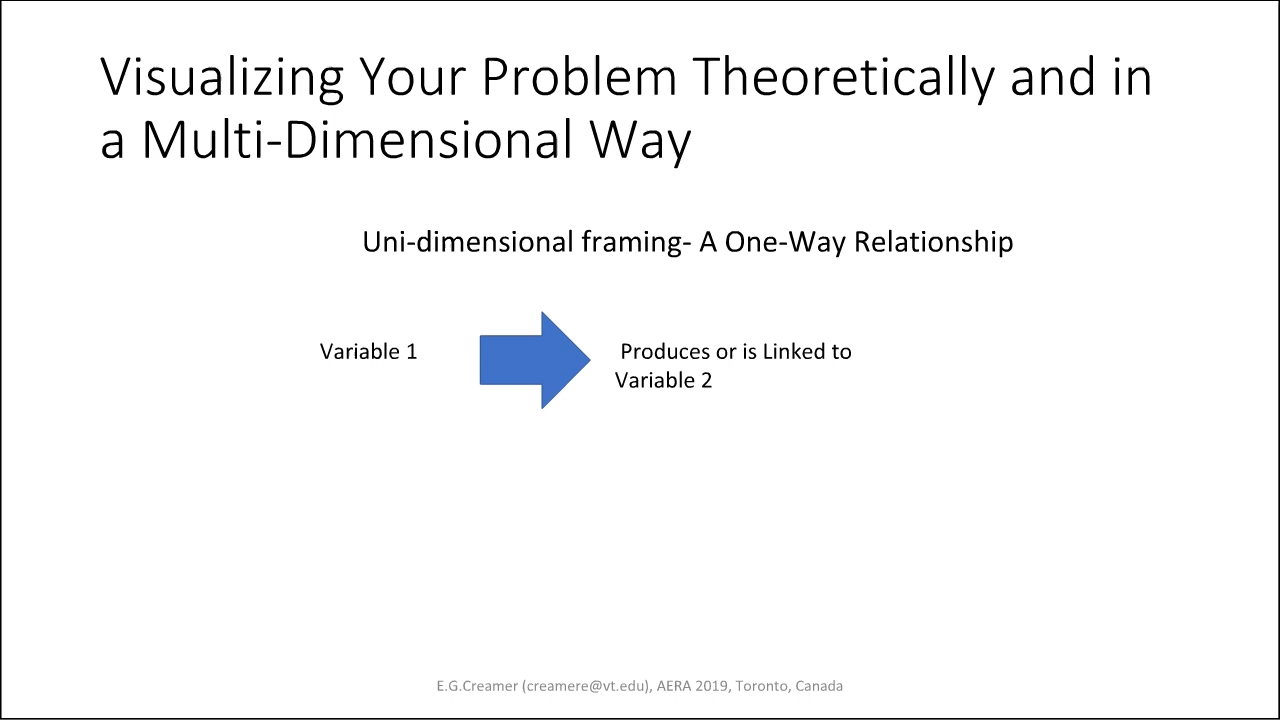 Visualizing Your Problem Theoretically and in
a Multi-Dimensional Way
Uni-dimensional framing- A One-Way Relationship
Variable 1
Produces or is Linked to
Variable 2
E.G.Creamer (creamere@vt.edu), AERA 2019, Toronto, Canada